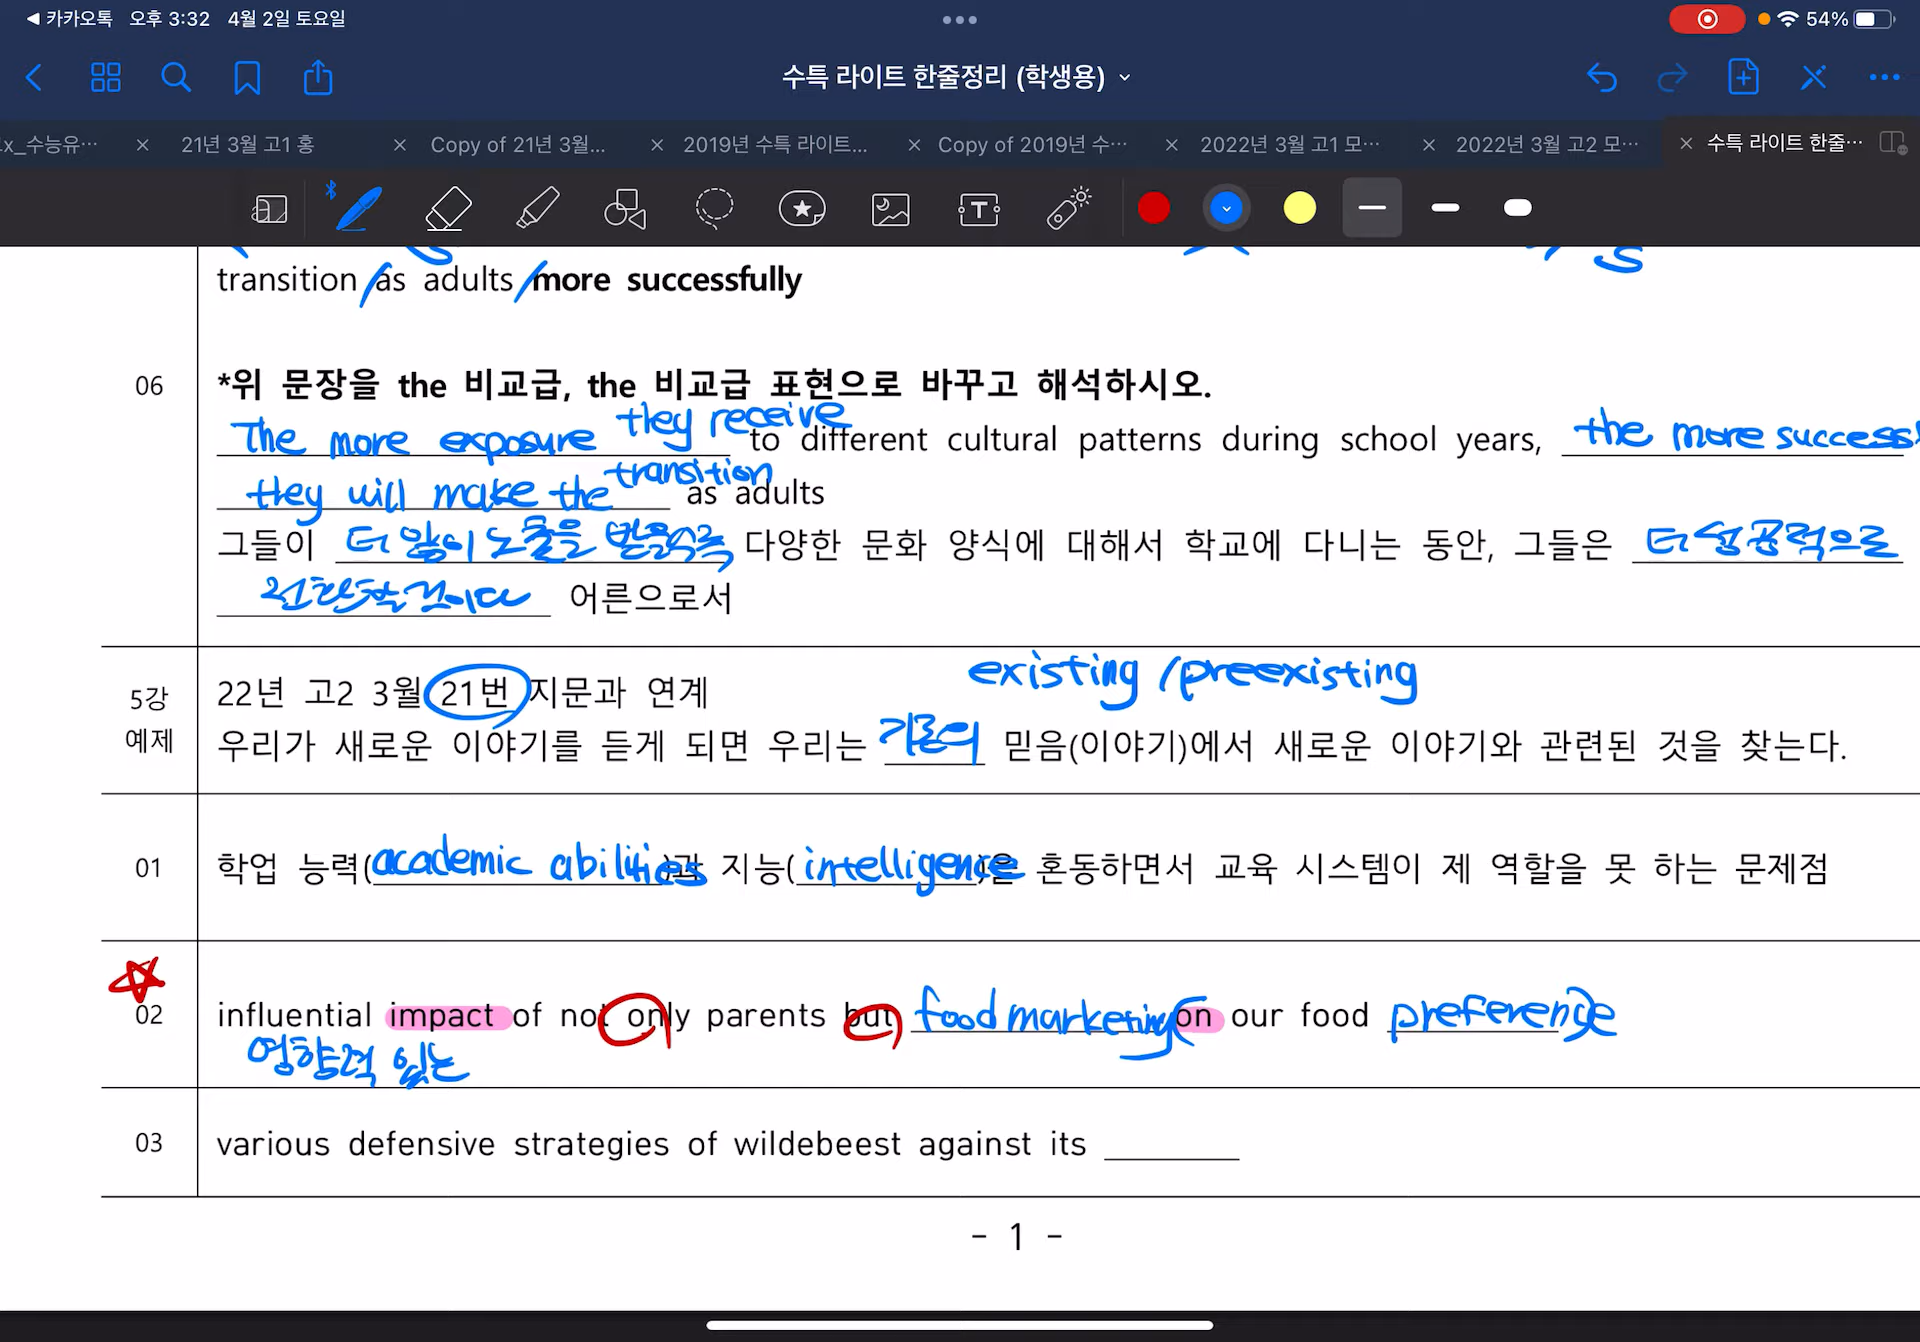 ◀ 카카오톡 오후 3:32 4월 2일 토요일 54%
수특 라이트 한줄정리 (학생용)
x_수능유… 21년 3월 고1 홍 Copy of 21년 3월… 2019년 수특 라이트… Copy of 2019년 수… 2022년 3월 고1 모… 2022년 3월 고2 모… 수특 라이트 한줄…
transition / as adults / more successfully
06 *위 문장을 the 비교급, the 비교급 표현으로 바꾸고 해석하시오.
The more exposure they receive to different cultural patterns during school years, the more success
they will make the transition as adults
그들이 더 많이 노출을 받을수록 다양한 문화 양식에 대해서 학교에 다니는 동안, 그들은 더 성공적으로
전환할 것이다 어른으로서
existing / preexisting
5강 예제 22년 고2 3월 21번 지문과 연계
우리가 새로운 이야기를 듣게 되면 우리는 기존의 믿음(이야기)에서 새로운 이야기와 관련된 것을 찾는다.
01 학업 능력(academic abilities)과 지능(intelligence)을 혼동하면서 교육 시스템이 제 역할을 못 하는 문제점
02 influential impact of not only parents but food marketing on our food preference
영향력 있는
03 various defensive strategies of wildebeest against its
- 1 -